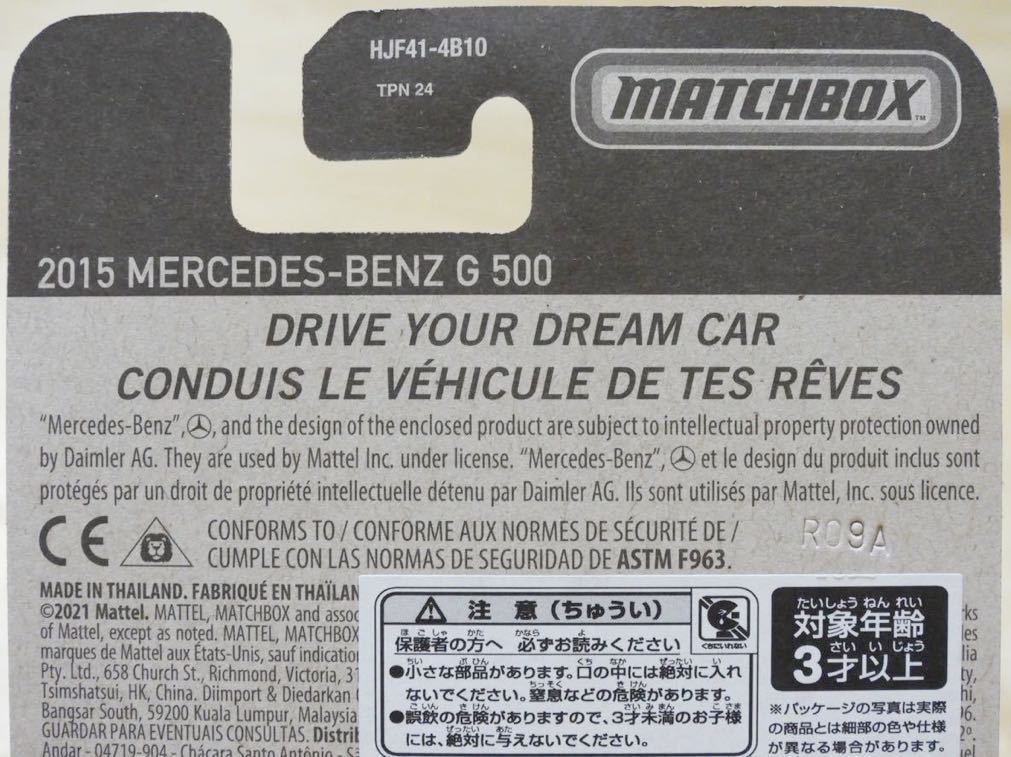 HJF41-4B10
TPN 24
MATCHBOX™
2015 MERCEDES-BENZ G 500
DRIVE YOUR DREAM CAR
CONDUIS LE VÉHICULE DE TES RÊVES
“Mercedes-Benz”, , and the design of the enclosed product are subject to intellectual property protection owned
by Daimler AG. They are used by Mattel Inc. under license. “Mercedes-Benz”, et le design du produit inclus sont
protégés par un droit de propriété intellectuelle détenu par Daimler AG. Ils sont utilisés par Mattel, Inc. sous licence.
CE
CONFORMS TO / CONFORME AUX NORMES DE SÉCURITÉ DE /
CUMPLE CON LAS NORMAS DE SEGURIDAD DE ASTM F963.
R09A
MADE IN THAILAND. FABRIQUÉ EN THAÏLAN
©2021 Mattel. MATTEL, MATCHBOX and asso
of Mattel, except as noted. MATTEL, MATCHBOX
marques de Mattel aux États-Unis, sauf indication
Pty. Ltd., 658 Church St., Richmond, Victoria, 31
Tsimshatsui, HK, China. Diimport & Diedarkan
Bangsar South, 59200 Kuala Lumpur, Malaysia
GUARDAR PARA EVENTUAIS CONSULTAS. Distrib
Andar - 04719-904 - Chácara Santo Antônio - Sã
注 意（ちゅうい）
保護者の方へ 必ずお読みください
くちにいれない
●小さな部品があります。口の中には絶対に入れ
ないでください。窒息などの危険があります。
●誤飲の危険がありますので、3才未満のお子様
には、絶対に与えないでください。
たいしょう ねん れい
対象年齢
さい い じょう
3才以上
※パッケージの写真は実際
の商品とは細部の色や仕様
が異なる場合があります。